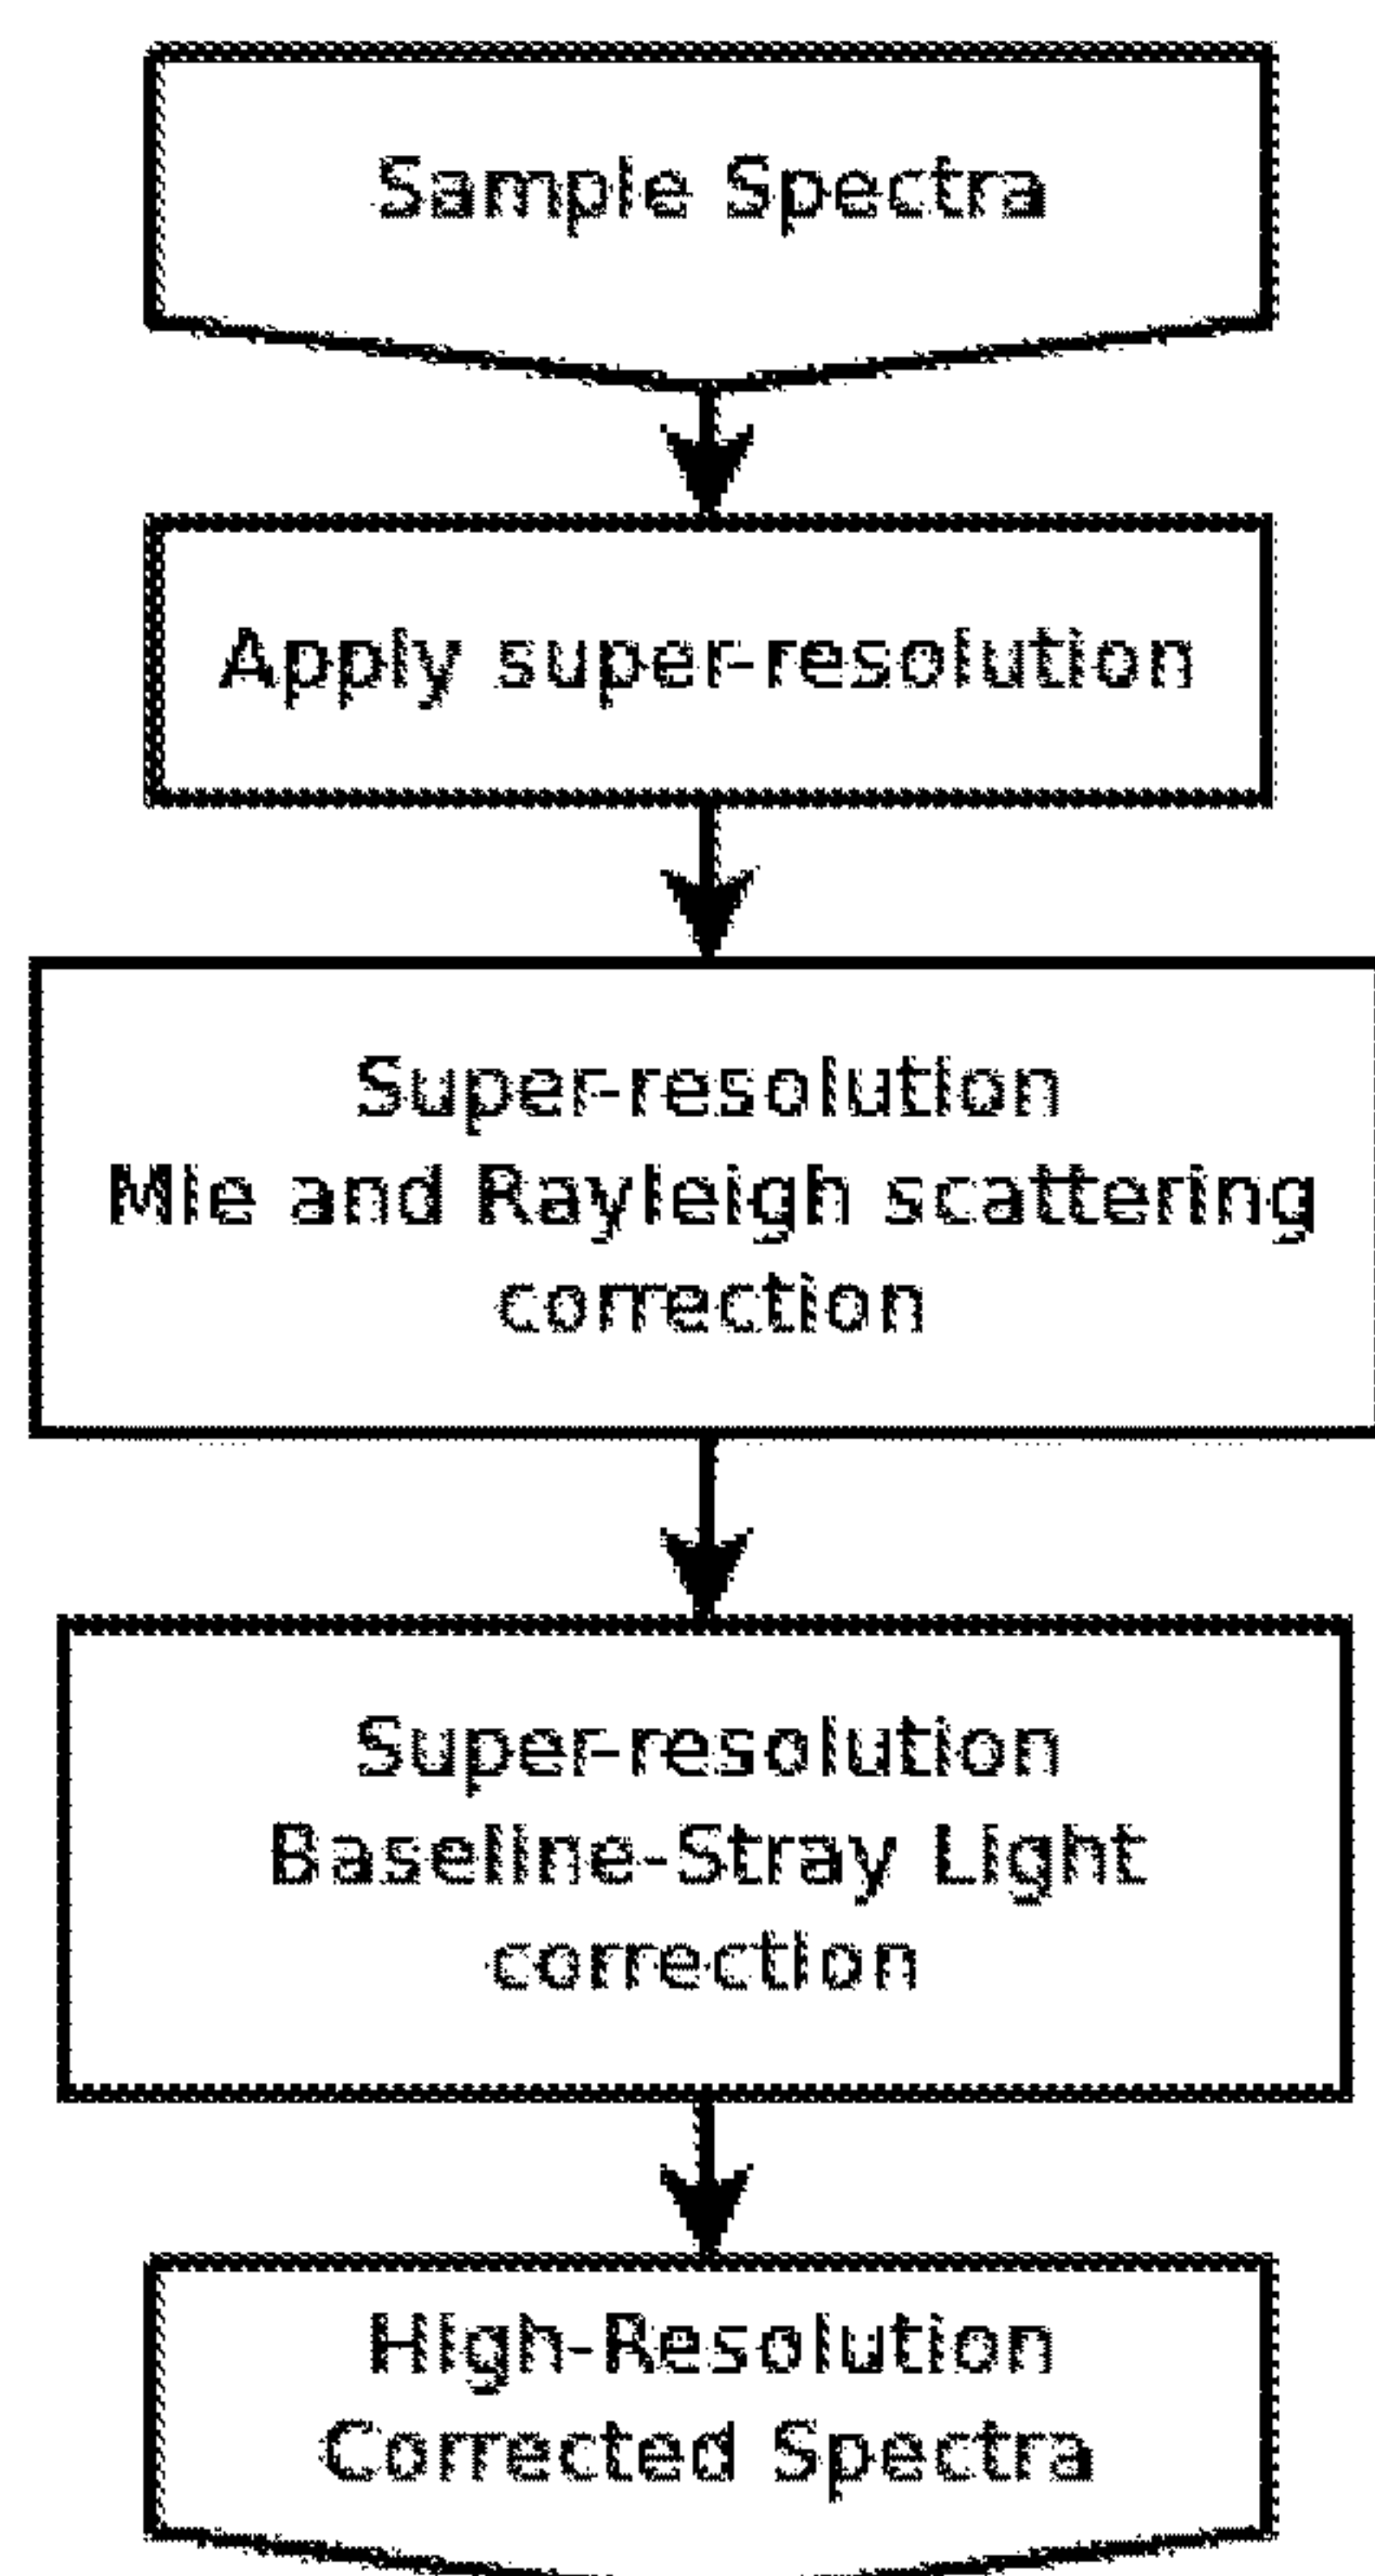 Sample Spectra
Apply super-resolution
Super-resolution
Mie and Rayleigh scattering
correction
Super-resolution
Baseline-Stray Light
correction
High-Resolution
Corrected Spectra